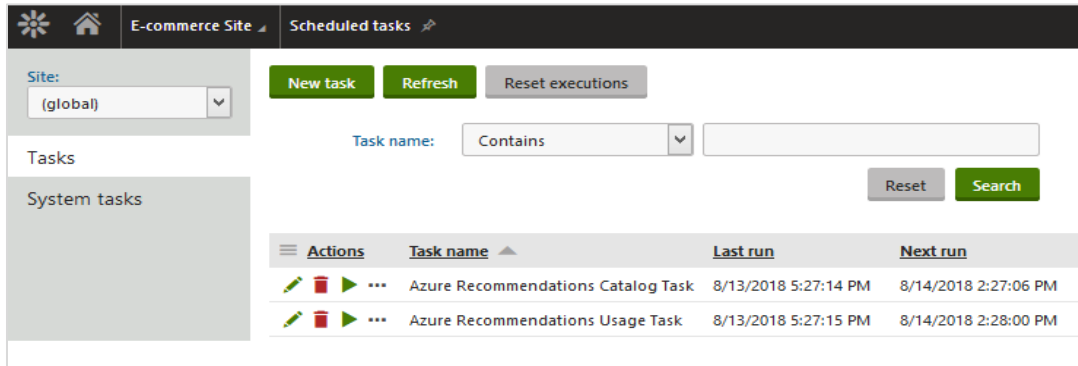 E-commerce Site Scheduled tasks
Site:
(global)
Tasks
System tasks
New task Refresh Reset executions
Task name: Contains
Reset Search
Actions Task name Last run Next run
Azure Recommendations Catalog Task 8/13/2018 5:27:14 PM 8/14/2018 2:27:06 PM
Azure Recommendations Usage Task 8/13/2018 5:27:15 PM 8/14/2018 2:28:00 PM